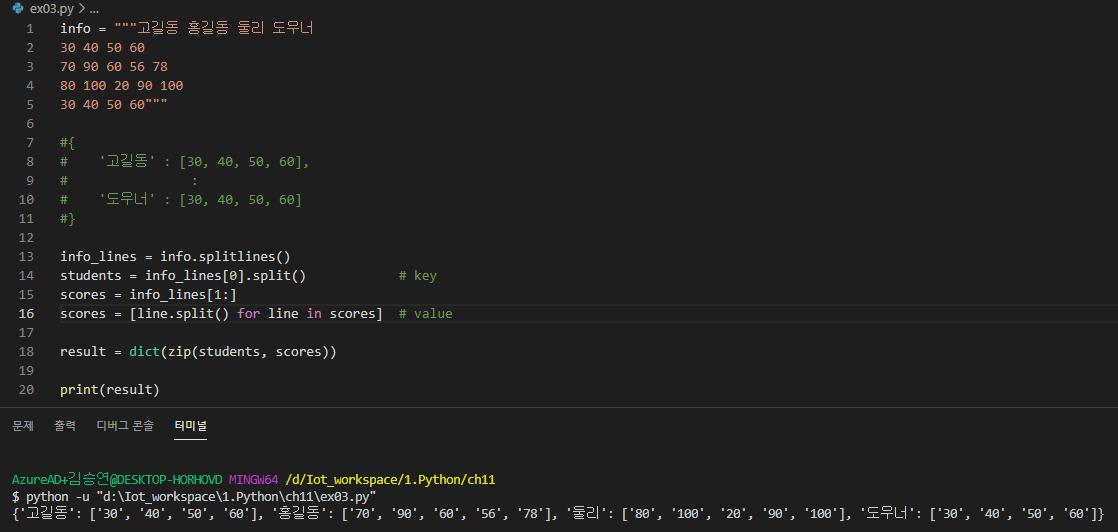 ex03.py > ...
1 info = """고길동 홍길동 둘리 도우너
2 30 40 50 60
3 70 90 60 56 78
4 80 100 20 90 100
5 30 40 50 60"""
6
7 #{
8 #    '고길동' : [30, 40, 50, 60],
9 #                :
10 #    '도우너' : [30, 40, 50, 60]
11 #}
12
13 info_lines = info.splitlines()
14 students = info_lines[0].split()            # key
15 scores = info_lines[1:]
16 scores = [line.split() for line in scores]  # value
17
18 result = dict(zip(students, scores))
19
20 print(result)
문제 출력 디버그 콘솔 터미널
AzureAD+김승연@DESKTOP-HORHOVD MINGW64 /d/Iot_workspace/1.Python/ch11
$ python -u "d:\Iot_workspace\1.Python\ch11\ex03.py"
{'고길동': ['30', '40', '50', '60'], '홍길동': ['70', '90', '60', '56', '78'], '둘리': ['80', '100', '20', '90', '100'], '도우너': ['30', '40', '50', '60']}